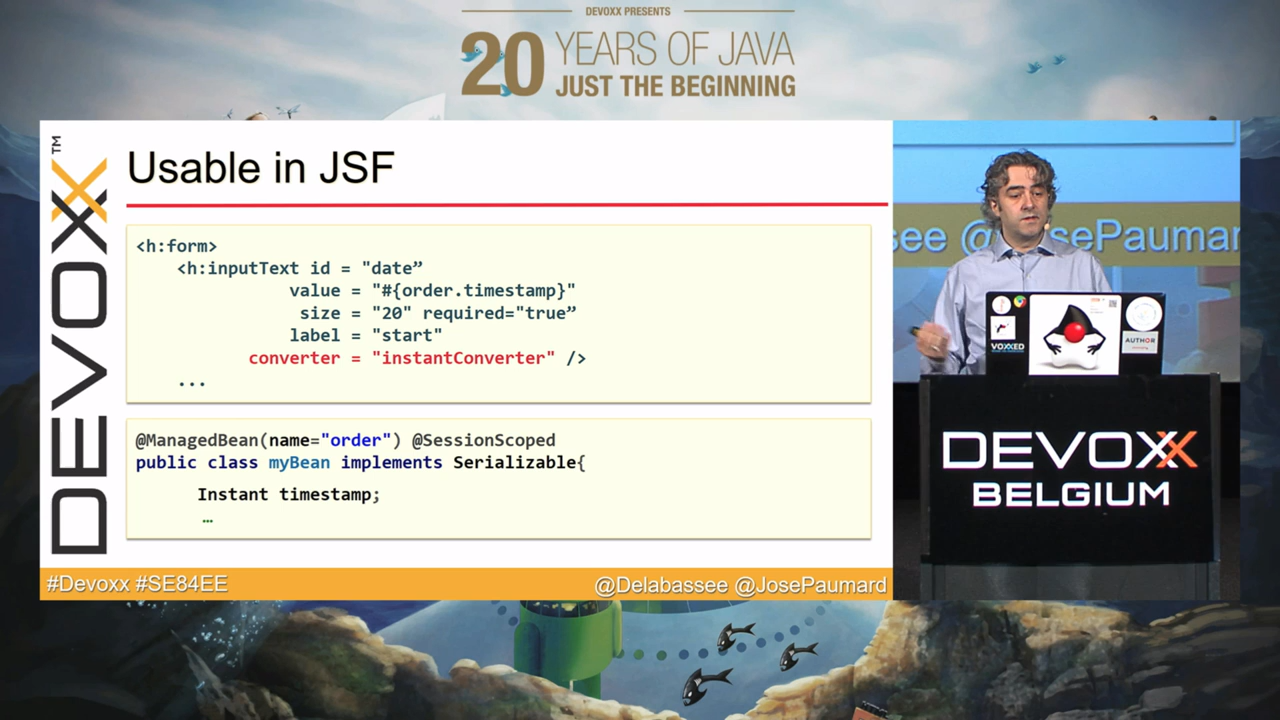 DEVOXX PRESENTS
20 YEARS OF JAVA
JUST THE BEGINNING
DEVOXX™
Usable in JSF
<h:form>
<h:inputText id = "date”
value = "#{order.timestamp}"
size = "20" required="true”
label = "start"
converter = "instantConverter" />
...
@ManagedBean(name="order") @SessionScoped
public class myBean implements Serializable{
Instant timestamp;
…
#Devoxx #SE84EE
@Delabassee @JosePaumard
see @JosePaumar
VOXXED
AUTHOR
DEVOXX
BELGIUM